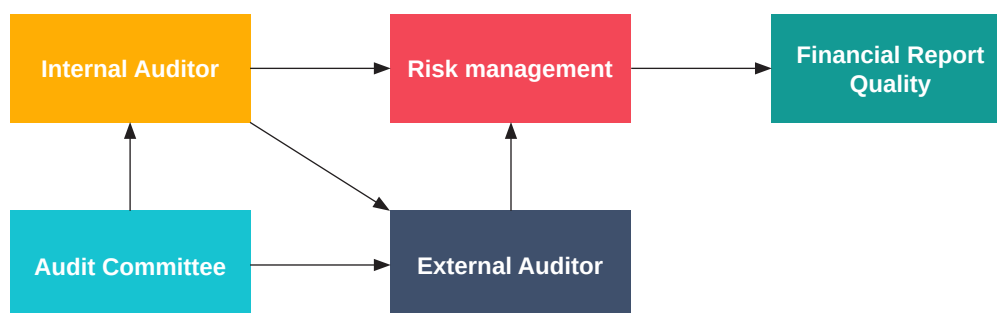 Internal Auditor
Risk management
Financial Report
Quality
Audit Committee
External Auditor